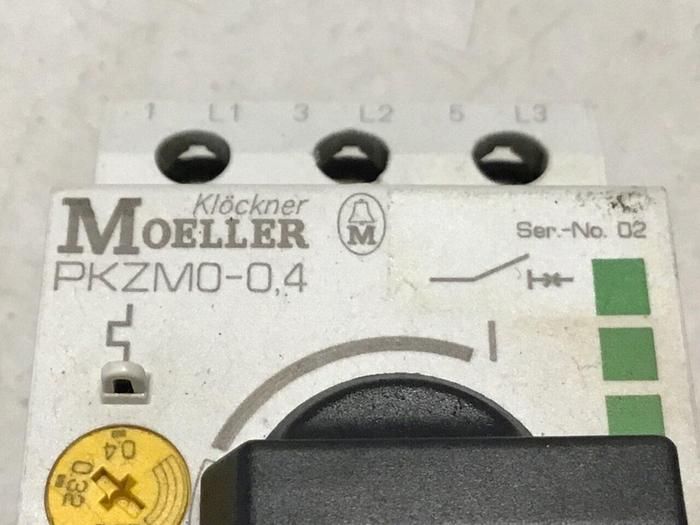 1 L1 3 L2 5 L3
Klöckner
MOELLER
M
Ser.-No. 02
PKZM0-0,4
I
0,4
0,32